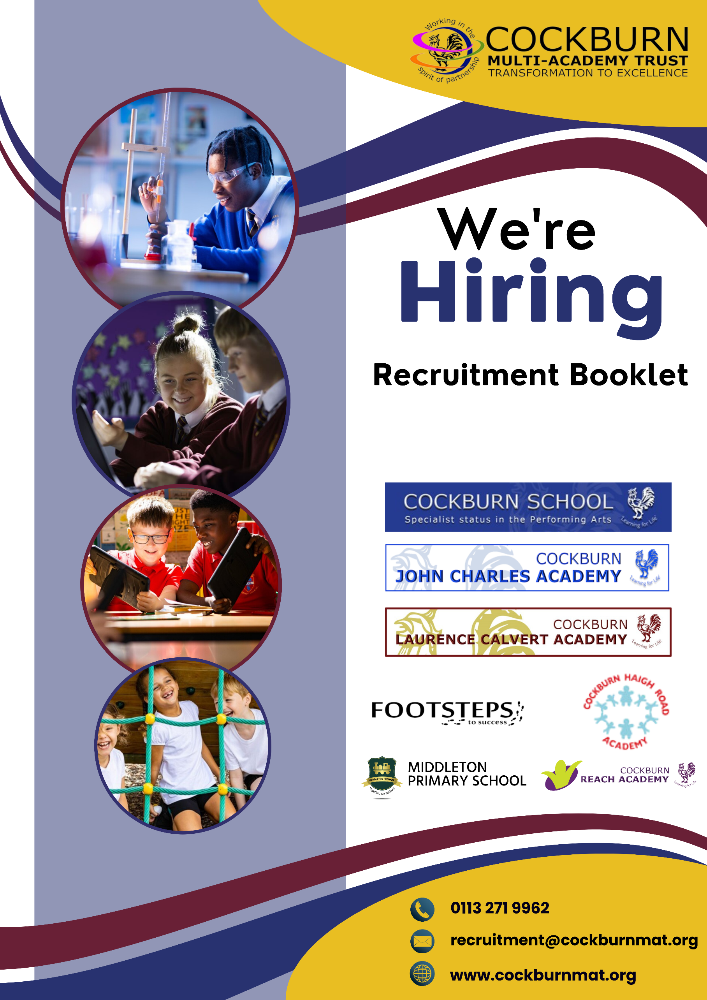 Working in the
spirit of partnership
COCKBURN
MULTI-ACADEMY TRUST
TRANSFORMATION TO EXCELLENCE
We're
Hiring
Recruitment Booklet
COCKBURN SCHOOL
Specialist status in the Performing Arts
'Learning for Life'
COCKBURN
JOHN CHARLES ACADEMY
'Learning for Life'
COCKBURN
LAURENCE CALVERT ACADEMY
'Learning for Life'
FOOTSTEPS
to success
COCKBURN HAIGH ROAD
ACADEMY
MIDDLETON PRIMARY
"Together, we achieve."
MIDDLETON
PRIMARY SCHOOL
COCKBURN
REACH ACADEMY
'Learning for Life'
0113 271 9962
recruitment@cockburnmat.org
www.cockburnmat.org